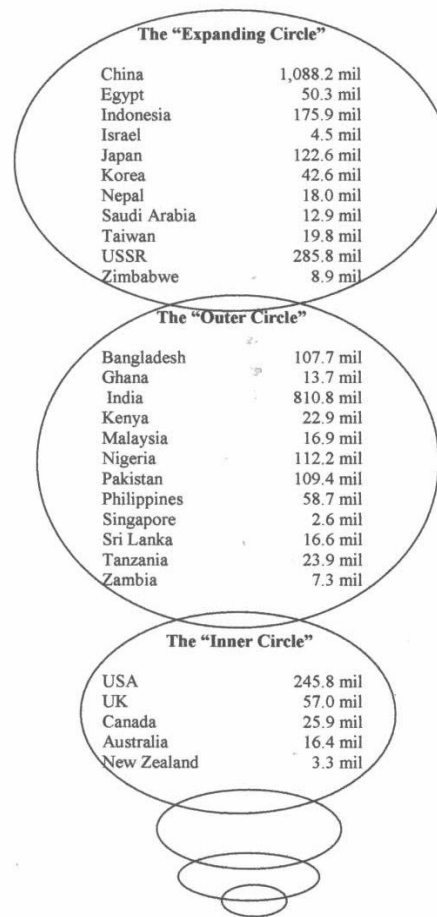 The “Expanding Circle”
China 1,088.2 mil
Egypt 50.3 mil
Indonesia 175.9 mil
Israel 4.5 mil
Japan 122.6 mil
Korea 42.6 mil
Nepal 18.0 mil
Saudi Arabia 12.9 mil
Taiwan 19.8 mil
USSR 285.8 mil
Zimbabwe 8.9 mil
The “Outer Circle”
Bangladesh 107.7 mil
Ghana 13.7 mil
India 810.8 mil
Kenya 22.9 mil
Malaysia 16.9 mil
Nigeria 112.2 mil
Pakistan 109.4 mil
Philippines 58.7 mil
Singapore 2.6 mil
Sri Lanka 16.6 mil
Tanzania 23.9 mil
Zambia 7.3 mil
The “Inner Circle”
USA 245.8 mil
UK 57.0 mil
Canada 25.9 mil
Australia 16.4 mil
New Zealand 3.3 mil